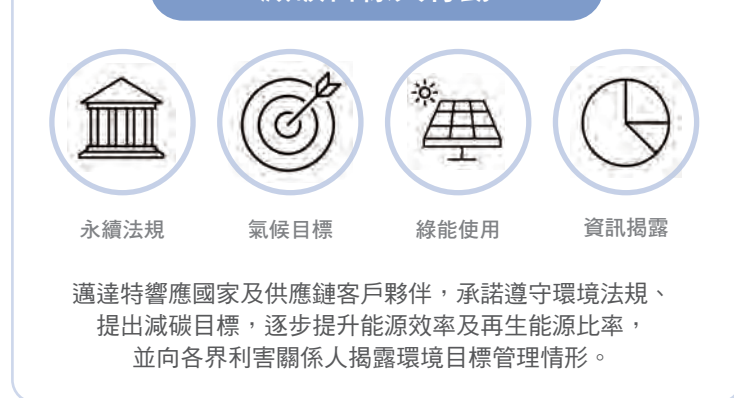 永續法規
氣候目標
綠能使用
資訊揭露
邁達特響應國家及供應鏈客戶夥伴，承諾遵守環境法規、
提出減碳目標，逐步提升能源效率及再生能源比率，
並向各界利害關係人揭露環境目標管理情形。